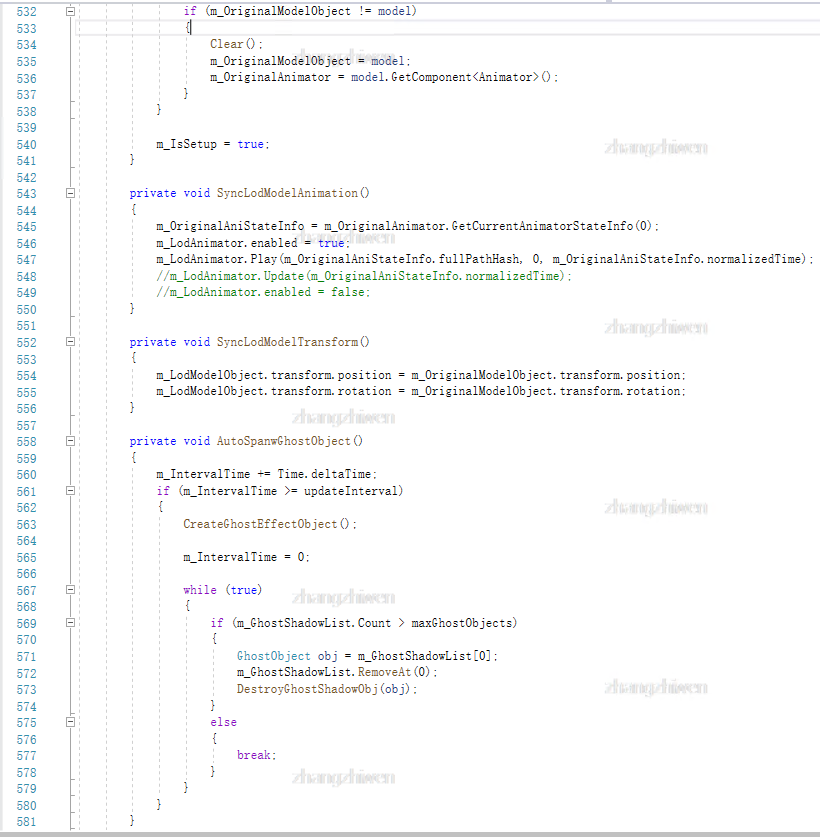 532 if (m_OriginalModelObject != model)
533 {
534 Clear();
535 m_OriginalModelObject = model;
536 m_OriginalAnimator = model.GetComponent<Animator>();
537 }
538 }
539
540 m_IsSetup = true;
541 }
542
543 private void SyncLodModelAnimation()
544 {
545 m_OriginalAniStateInfo = m_OriginalAnimator.GetCurrentAnimatorStateInfo(0);
546 m_LodAnimator.enabled = true;
547 m_LodAnimator.Play(m_OriginalAniStateInfo.fullPathHash, 0, m_OriginalAniStateInfo.normalizedTime);
548 //m_LodAnimator.Update(m_OriginalAniStateInfo.normalizedTime);
549 //m_LodAnimator.enabled = false;
550 }
551
552 private void SyncLodModelTransform()
553 {
554 m_LodModelObject.transform.position = m_OriginalModelObject.transform.position;
555 m_LodModelObject.transform.rotation = m_OriginalModelObject.transform.rotation;
556 }
557
558 private void AutoSpanwGhostObject()
559 {
560 m_IntervalTime += Time.deltaTime;
561 if (m_IntervalTime >= updateInterval)
562 {
563 CreateGhostEffectObject();
564
565 m_IntervalTime = 0;
566
567 while (true)
568 {
569 if (m_GhostShadowList.Count > maxGhostObjects)
570 {
571 GhostObject obj = m_GhostShadowList[0];
572 m_GhostShadowList.RemoveAt(0);
573 DestroyGhostShadowObj(obj);
574 }
575 else
576 {
577 break;
578 }
579 }
580 }
581 }